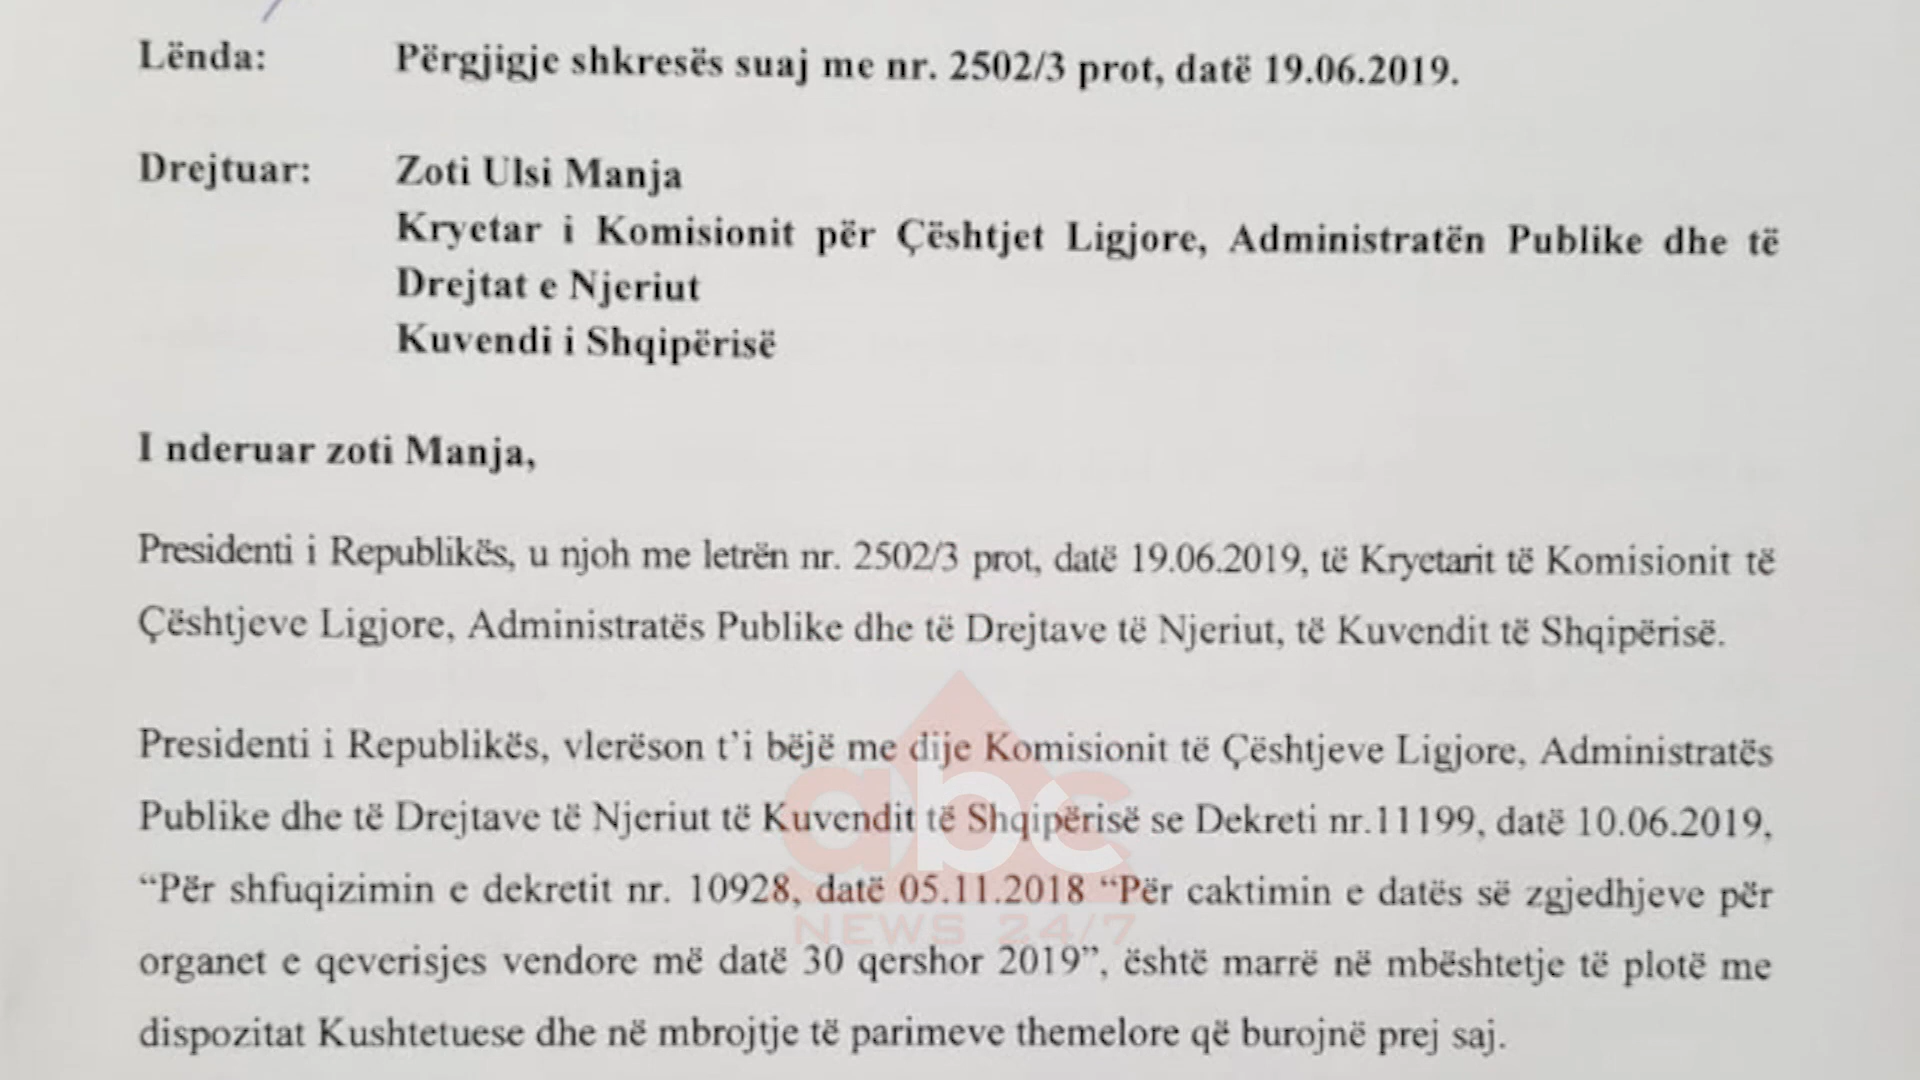 Lënda: Përgjigje shkresës suaj me nr. 2502/3 prot, datë 19.06.2019.
Drejtuar: Zoti Ulsi Manja
Kryetar i Komisionit për Çështjet Ligjore, Administratën Publike dhe të
Drejtat e Njeriut
Kuvendi i Shqipërisë
I nderuar zoti Manja,
Presidenti i Republikës, u njoh me letrën nr. 2502/3 prot, datë 19.06.2019, të Kryetarit të Komisionit të
Çështjeve Ligjore, Administratës Publike dhe të Drejtave të Njeriut, të Kuvendit të Shqipërisë.
Presidenti i Republikës, vlerëson t’i bëjë me dije Komisionit të Çështjeve Ligjore, Administratës
Publike dhe të Drejtave të Njeriut të Kuvendit të Shqipërisë se Dekreti nr.11199, datë 10.06.2019,
“Për shfuqizimin e dekretit nr. 10928, datë 05.11.2018 “Për caktimin e datës së zgjedhjeve për
organet e qeverisjes vendore më datë 30 qershor 2019”, është marrë në mbështetje të plotë me
dispozitat Kushtetuese dhe në mbrojtje të parimeve themelore që burojnë prej saj.
abc
NEWS 24/7